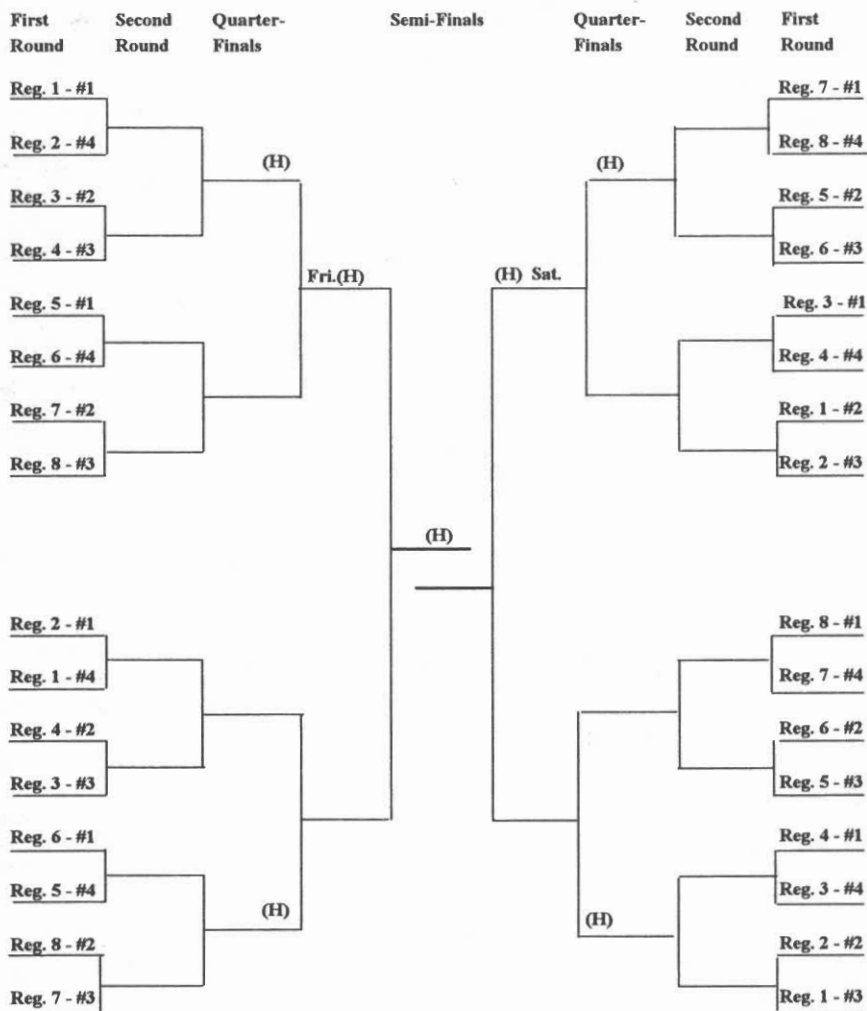 First Round
Second Round
Quarter-Finals
Semi-Finals
Quarter-Finals
Second Round
First Round
Reg. 1 - #1
Reg. 2 - #4
Reg. 3 - #2
Reg. 4 - #3
Reg. 5 - #1
Reg. 6 - #4
Reg. 7 - #2
Reg. 8 - #3
(H)
Fri.(H)
(H)
Reg. 2 - #1
Reg. 1 - #4
Reg. 4 - #2
Reg. 3 - #3
Reg. 6 - #1
Reg. 5 - #4
Reg. 8 - #2
Reg. 7 - #3
(H)
(H)
(H) Sat.
Reg. 7 - #1
Reg. 8 - #4
Reg. 5 - #2
Reg. 6 - #3
Reg. 3 - #1
Reg. 4 - #4
Reg. 1 - #2
Reg. 2 - #3
Reg. 8 - #1
Reg. 7 - #4
Reg. 6 - #2
Reg. 5 - #3
Reg. 4 - #1
Reg. 3 - #4
Reg. 2 - #2
Reg. 1 - #3
(H)